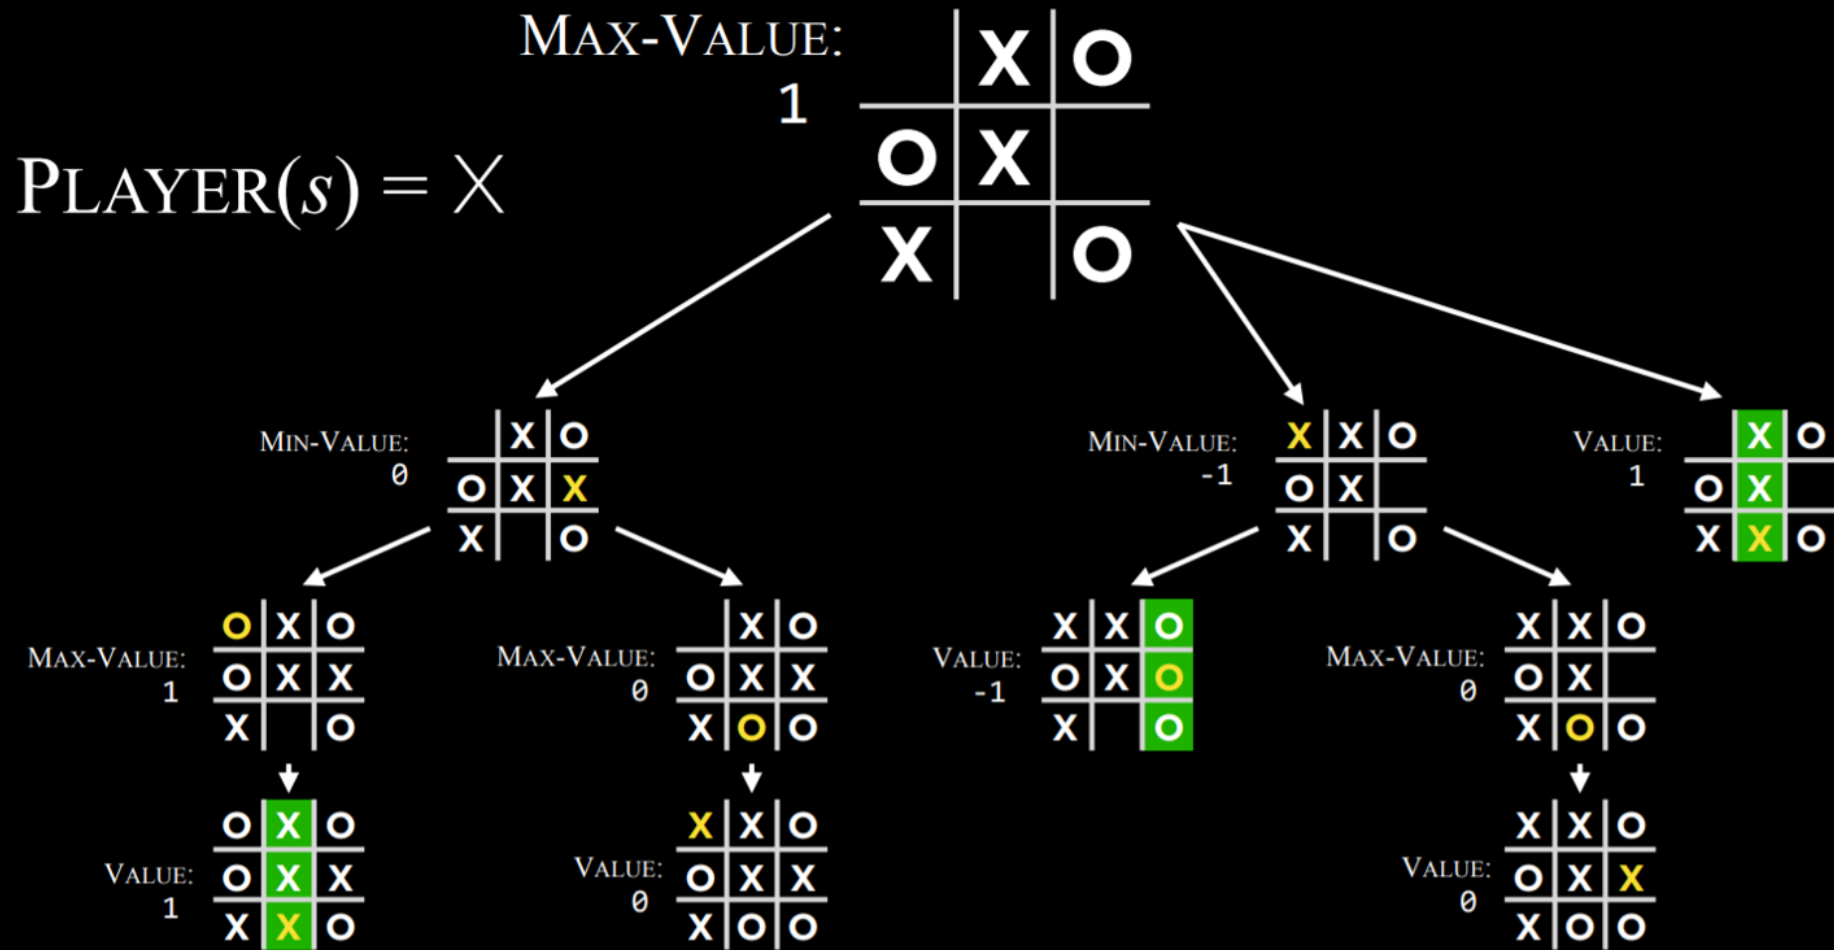 MAX-VALUE:
1
X O
O X
X O
PLAYER(s) = X
MIN-VALUE:
0
X O
O X X
X O
MIN-VALUE:
-1
X X O
O X
X O
VALUE:
1
X O
O X
X X O
MAX-VALUE:
1
O X O
O X X
X O
MAX-VALUE:
0
X O
O X X
X O O
VALUE:
-1
X X O
O X O
X O
MAX-VALUE:
0
X X O
O X
X O O
VALUE:
1
O X O
O X X
X X O
VALUE:
0
X X O
O X X
X O O
VALUE:
0
X X O
O X X
X O O